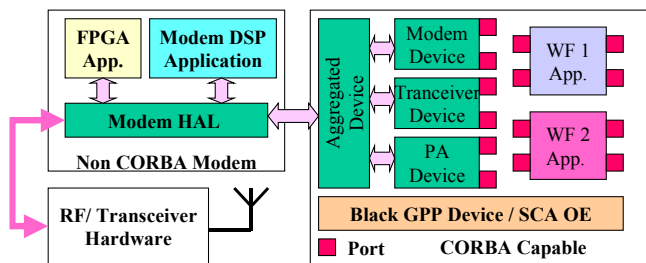 FPGA
App.
Modem DSP
Application
Modem HAL
Non CORBA Modem
RF/ Transceiver
Hardware
Aggregated
Device
Modem
Device
Tranceiver
Device
PA
Device
WF 1
App.
WF 2
App.
Black GPP Device / SCA OE
Port
CORBA Capable